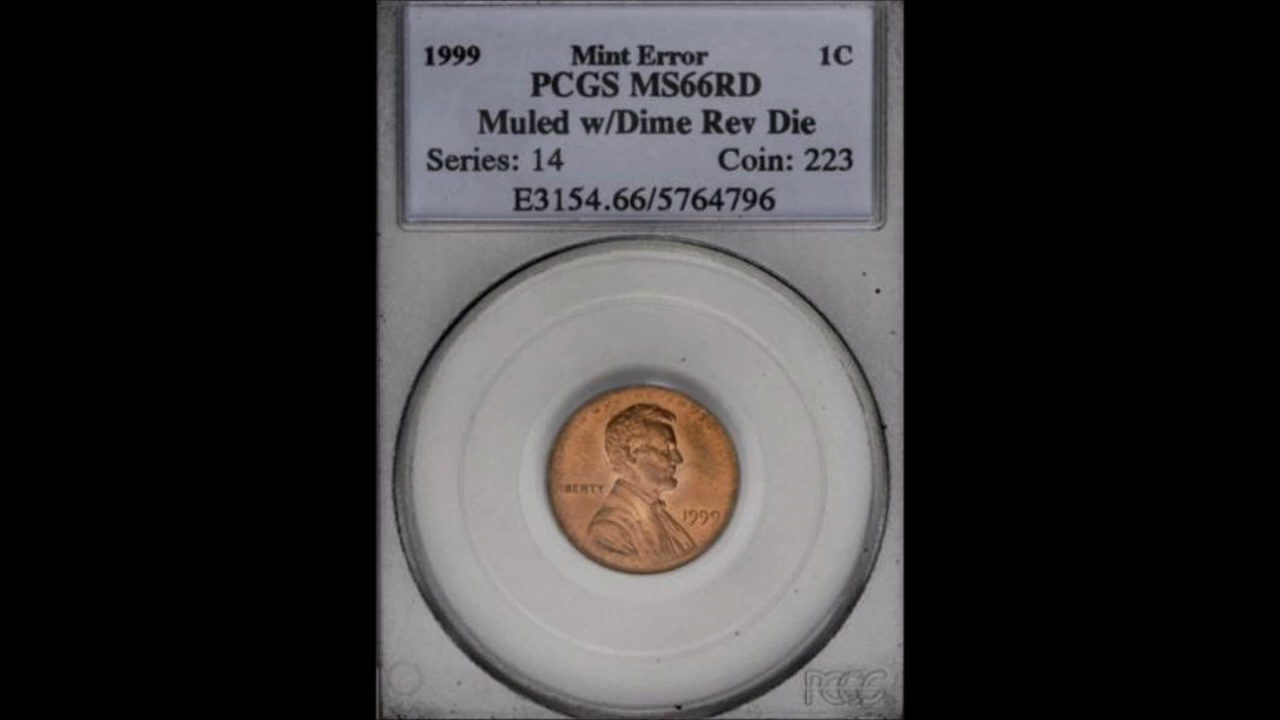 1999 Mint Error 1C
PCGS MS66RD
Muled w/Dime Rev Die
Series: 14 Coin: 223
E3154.66/5764796
LIBERTY
1999